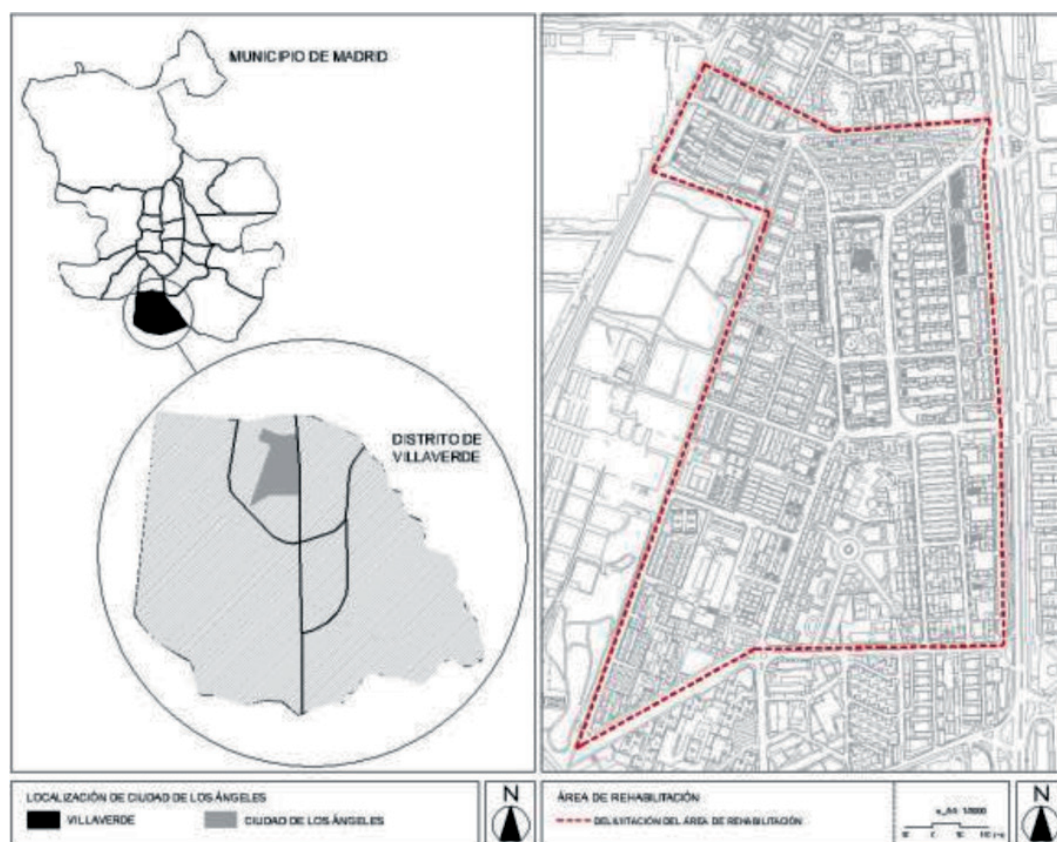 MUNICIPIO DE MADRID
DISTRITO DE
VILLAVERDE
LOCALIZACIÓN DE CIUDAD DE LOS ÁNGELES
VILLAVERDE
CIUDAD DE LOS ÁNGELES
N
ÁREA DE REHABILITACIÓN
DELIMITACIÓN DEL ÁREA DE REHABILITACIÓN
N